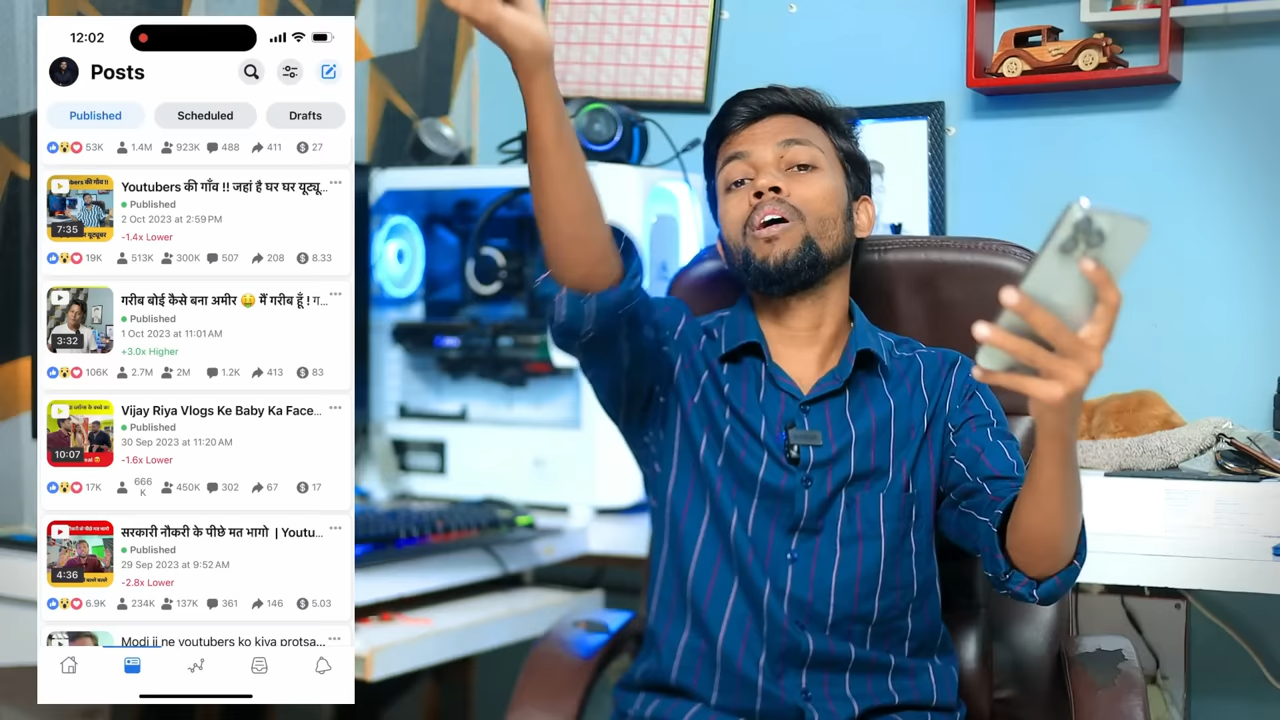 12:02
Posts
Published
Scheduled
Drafts
53K 1.4M 923K 488 411 27
Youtubers की गाँव !! जहां है घर घर यूट्यू...
7:35
Published
2 Oct 2023 at 2:59 PM
-1.4x Lower
19K 513K 300K 507 208 8.33
गरीब बोई कैसे बना अमीर 🤑 मैं गरीब हूँ ! ग...
3:32
Published
1 Oct 2023 at 11:01 AM
+3.0x Higher
106K 2.7M 2M 1.2K 413 83
Vijay Riya Vlogs Ke Baby Ka Face...
10:07
Published
30 Sep 2023 at 11:20 AM
-1.6x Lower
17K 666 K 450K 302 67 17
सरकारी नौकरी के पीछे मत भागो | Youtu...
4:36
Published
29 Sep 2023 at 9:52 AM
-2.8x Lower
6.9K 234K 137K 361 146 5.03
Modi ji ne youtubers ko kiya protsa...